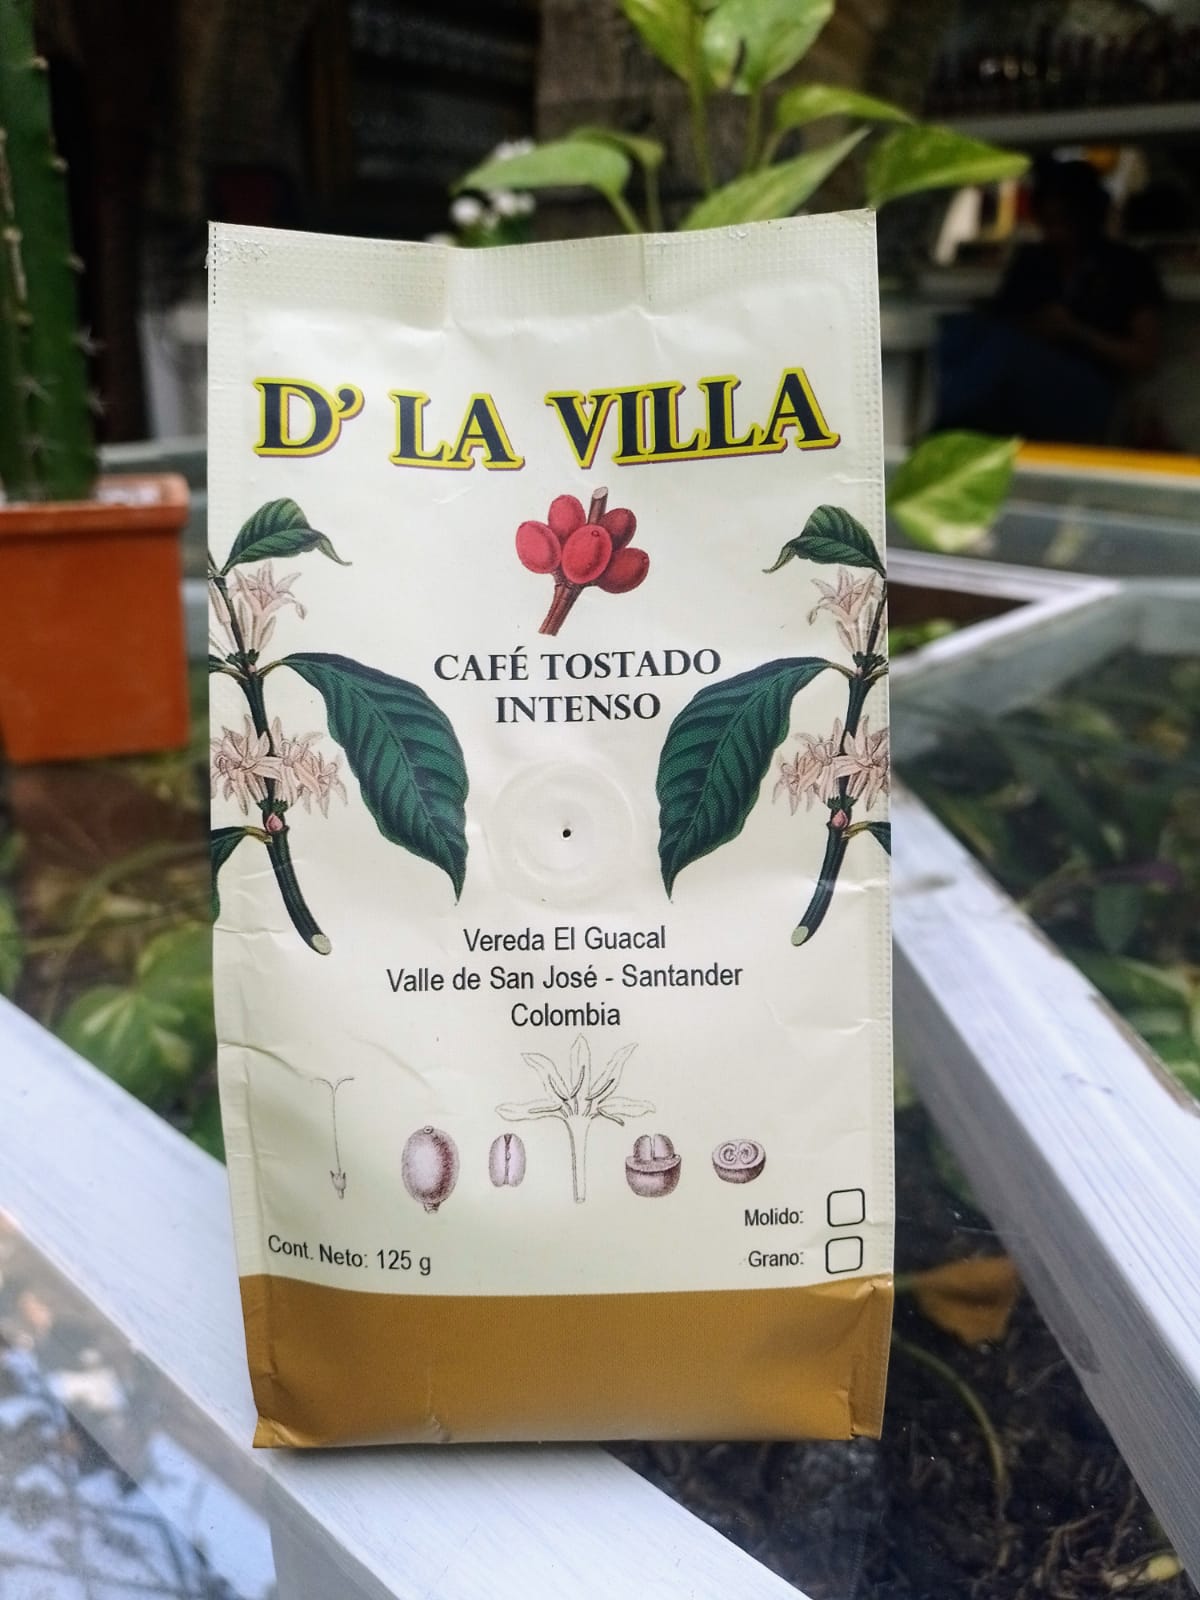 D' LA VILLA
CAFÉ TOSTADO
INTENSO
Vereda El Guacal
Valle de San José - Santander
Colombia
Molido:
Cont. Neto: 125 g
Grano: